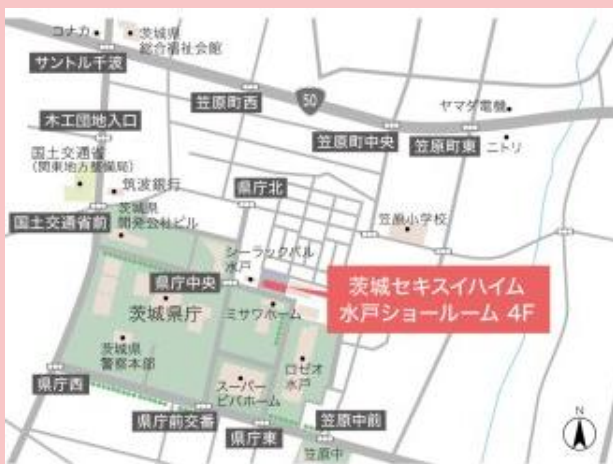 コナカ
茨城県
総合福祉会館
サントル千波
笠原町西
50
ヤマダ電機
木工団地入口
笠原町中央
笠原町東
ニトリ
国土交通省
(関東地方整備局)
筑波銀行
県庁北
茨城県
開発公社ビル
国土交通省前
笠原小学校
シーラックパル
水戸
県庁中央
茨城セキスイハイム
水戸ショールーム 4F
茨城県庁
ミサワホーム
茨城県
警察本部
ロゼオ
水戸
県庁西
スーパー
ビバホーム
県庁前交番
県庁東
笠原中前
笠原中
N